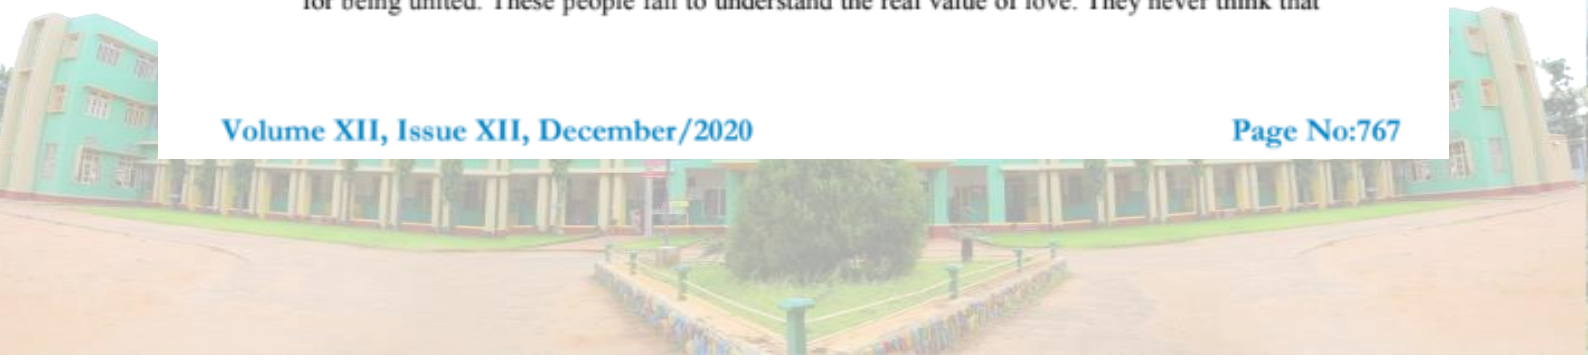 for being united. These people fail to understand the real value of love. They never think that
Volume XII, Issue XII, December/2020 Page No:767